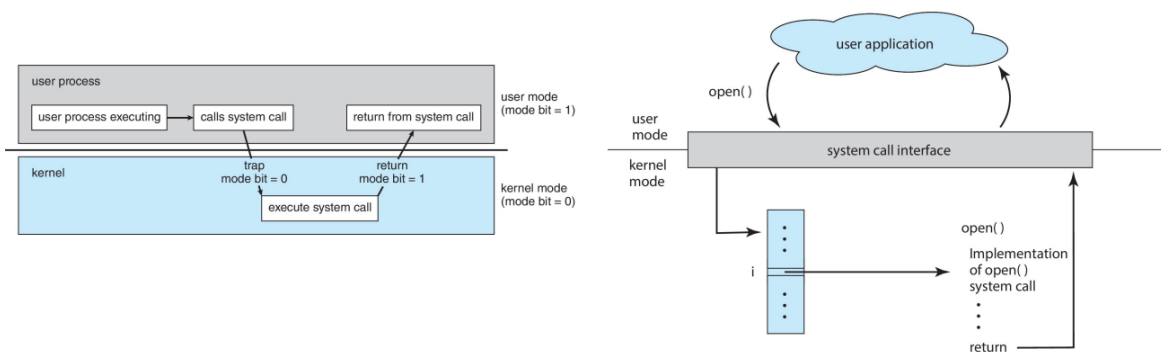 user process
user process executing
calls system call
return from system call
user mode
(mode bit = 1)
kernel
trap
mode bit = 0
return
mode bit = 1
execute system call
kernel mode
(mode bit = 0)
user application
open( )
user
mode
system call interface
kernel
mode
i
open( )
Implementation
of open( )
system call
return